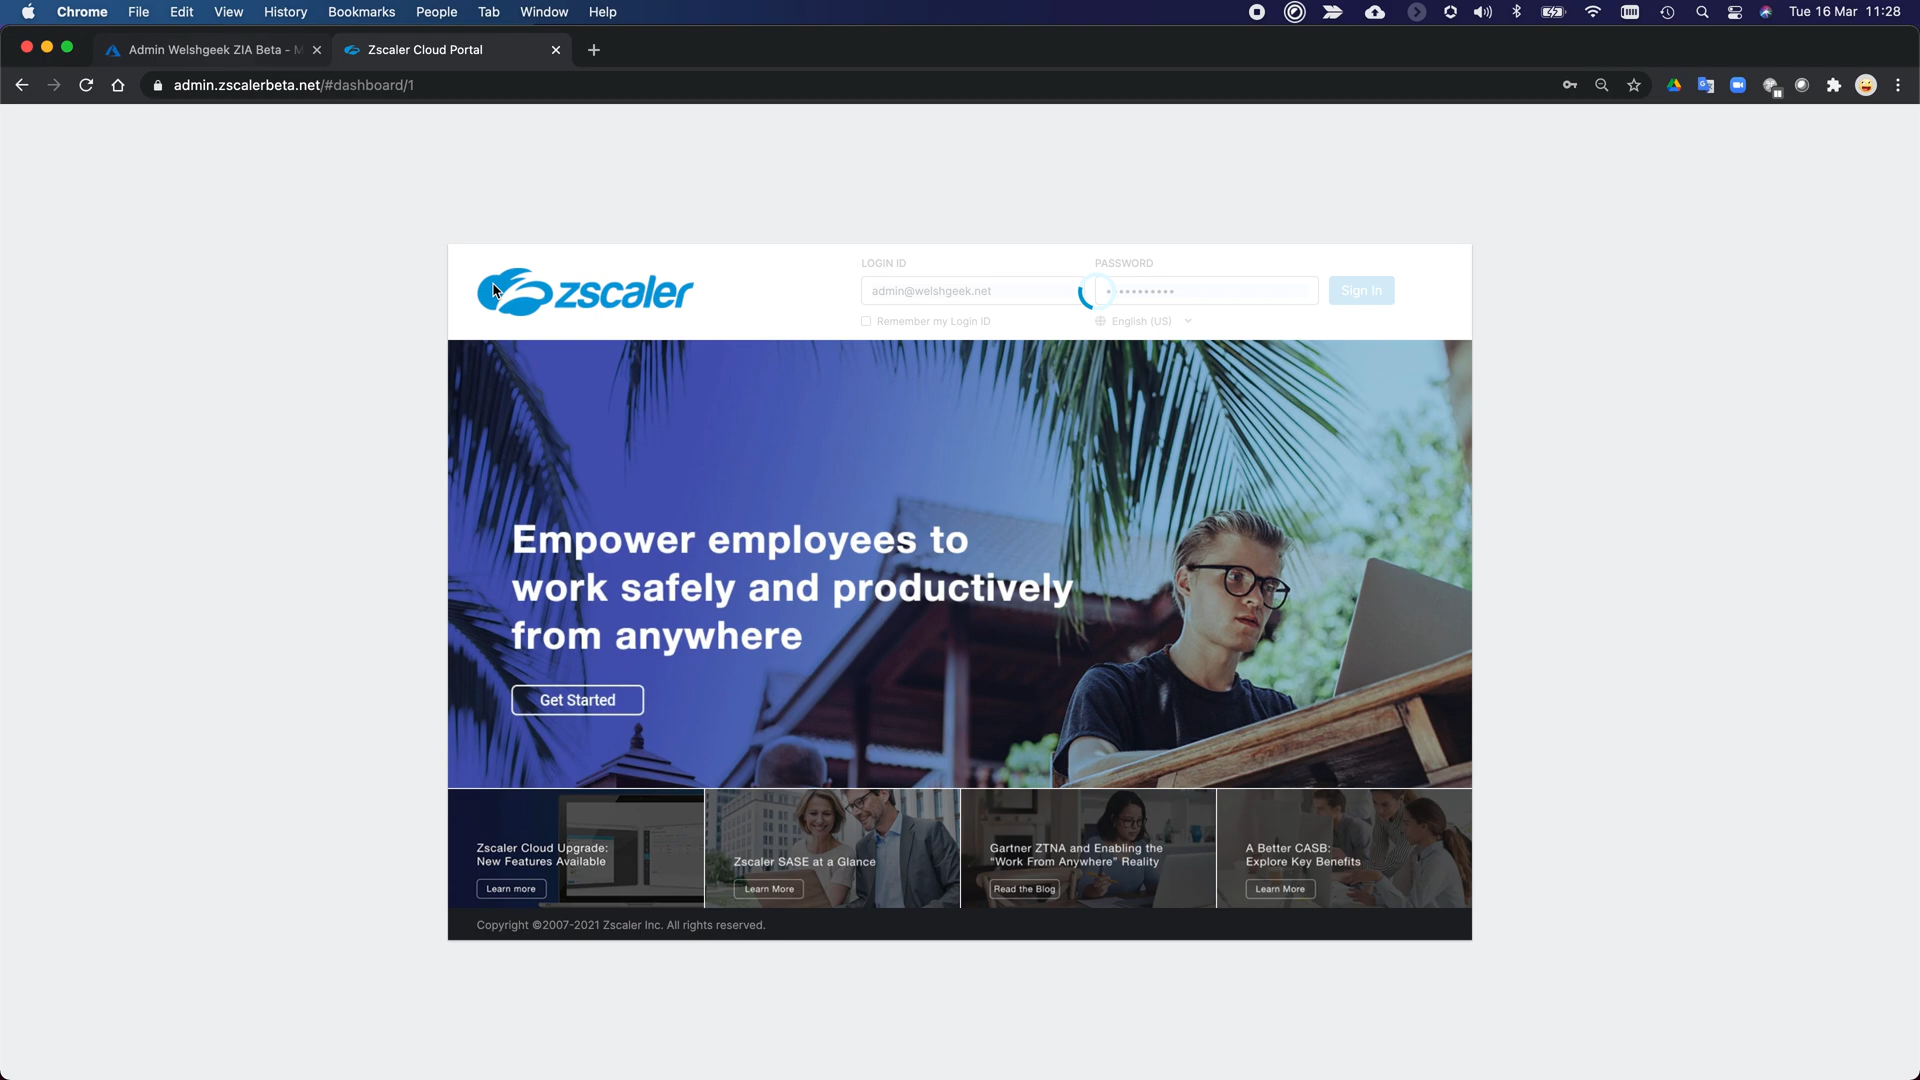 Chrome File Edit View History Bookmarks People Tab Window Help
Tue 16 Mar 11:28
Admin Welshgeek ZIA Beta - M
Zscaler Cloud Portal
admin.zscalerbeta.net/#dashboard/1
zscaler
LOGIN ID
PASSWORD
admin@welshgeek.net
Sign In
Remember my Login ID
English (US)
Empower employees to
work safely and productively
from anywhere
Get Started
Zscaler Cloud Upgrade:
New Features Available
Learn more
Zscaler SASE at a Glance
Learn More
Gartner ZTNA and Enabling the
"Work From Anywhere" Reality
Read the Blog
A Better CASB:
Explore Key Benefits
Learn More
Copyright ©2007-2021 Zscaler Inc. All rights reserved.